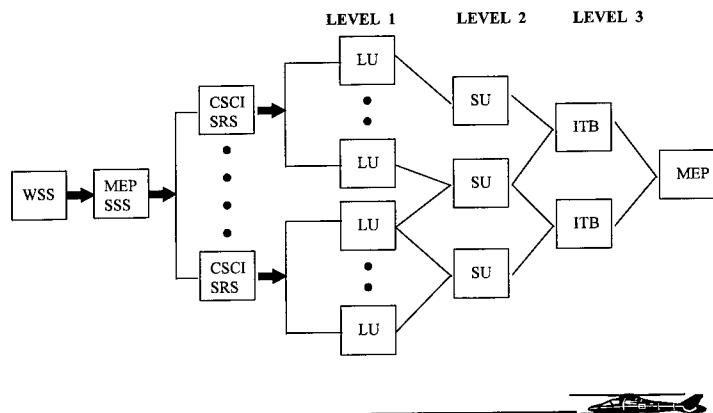 LEVEL 1
LEVEL 2
LEVEL 3
WSS
MEP
SSS
CSCI
SRS
CSCI
SRS
LU
LU
LU
LU
SU
SU
SU
ITB
ITB
MEP